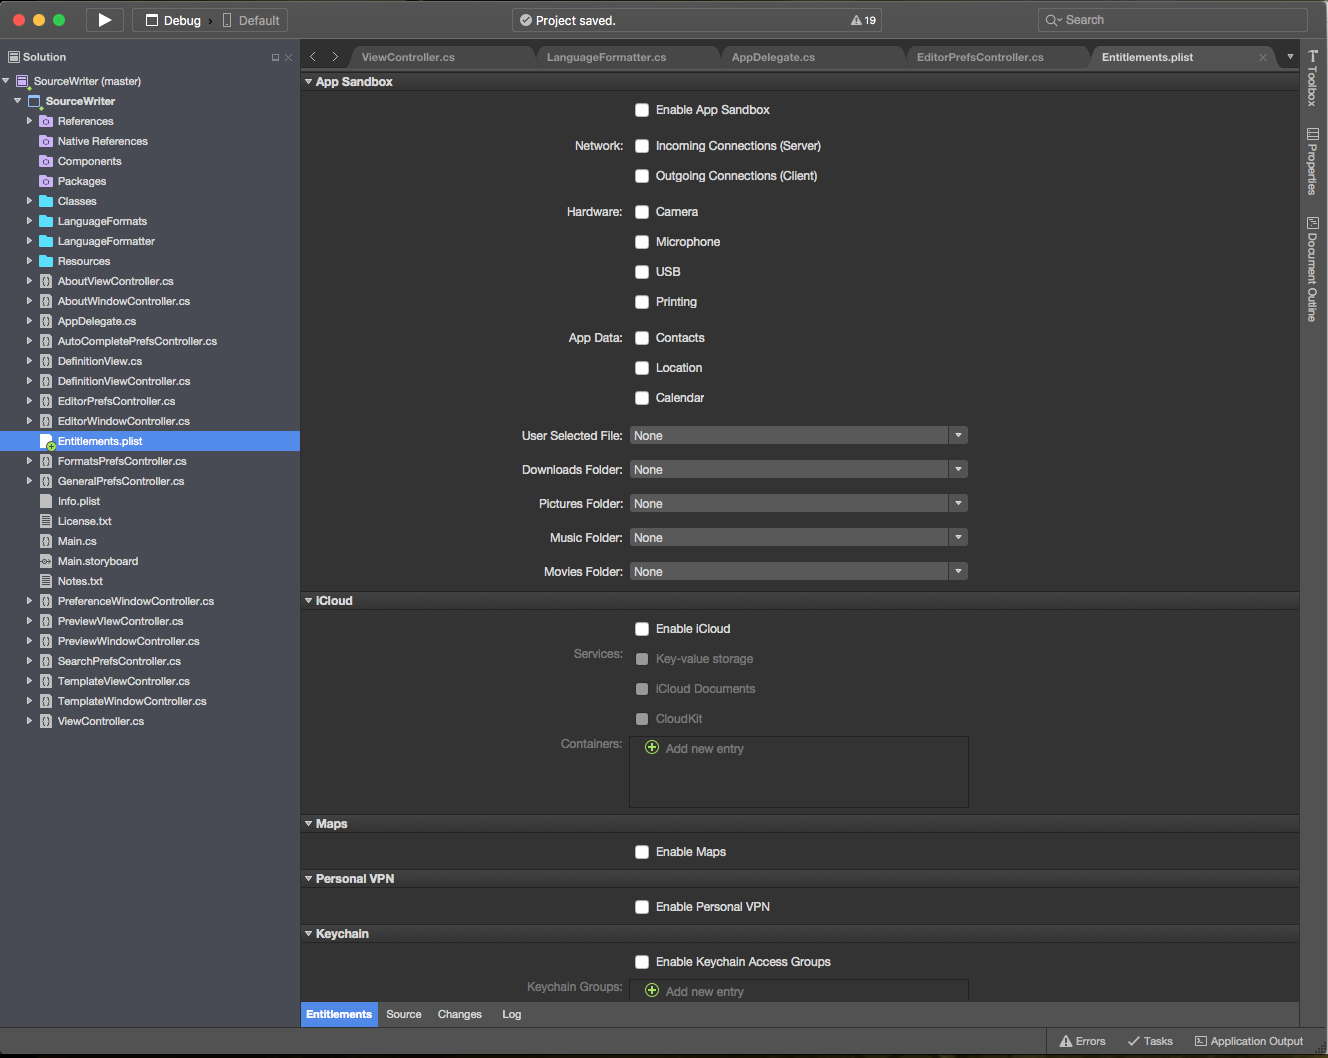 Debug › Default
Project saved.
19
Search
Solution
SourceWriter (master)
SourceWriter
References
Native References
Components
Packages
Classes
LanguageFormats
LanguageFormatter
Resources
AboutViewController.cs
AboutWindowController.cs
AppDelegate.cs
AutoCompletePrefsController.cs
DefinitionView.cs
DefinitionViewController.cs
EditorPrefsController.cs
EditorWindowController.cs
Entitlements.plist
FormatsPrefsController.cs
GeneralPrefsController.cs
Info.plist
License.txt
Main.cs
Main.storyboard
Notes.txt
PreferenceWindowController.cs
PreviewVIewController.cs
PreviewWindowController.cs
SearchPrefsController.cs
TemplateViewController.cs
TemplateWindowController.cs
ViewController.cs
ViewController.cs
LanguageFormatter.cs
AppDelegate.cs
EditorPrefsController.cs
Entitlements.plist
App Sandbox
Enable App Sandbox
Network: Incoming Connections (Server)
Outgoing Connections (Client)
Hardware: Camera
Microphone
USB
Printing
App Data: Contacts
Location
Calendar
User Selected File: None
Downloads Folder: None
Pictures Folder: None
Music Folder: None
Movies Folder: None
iCloud
Enable iCloud
Services: Key-value storage
iCloud Documents
CloudKit
Containers: Add new entry
Maps
Enable Maps
Personal VPN
Enable Personal VPN
Keychain
Enable Keychain Access Groups
Keychain Groups: Add new entry
Entitlements Source Changes Log
Toolbox
Properties
Document Outline
Errors Tasks Application Output